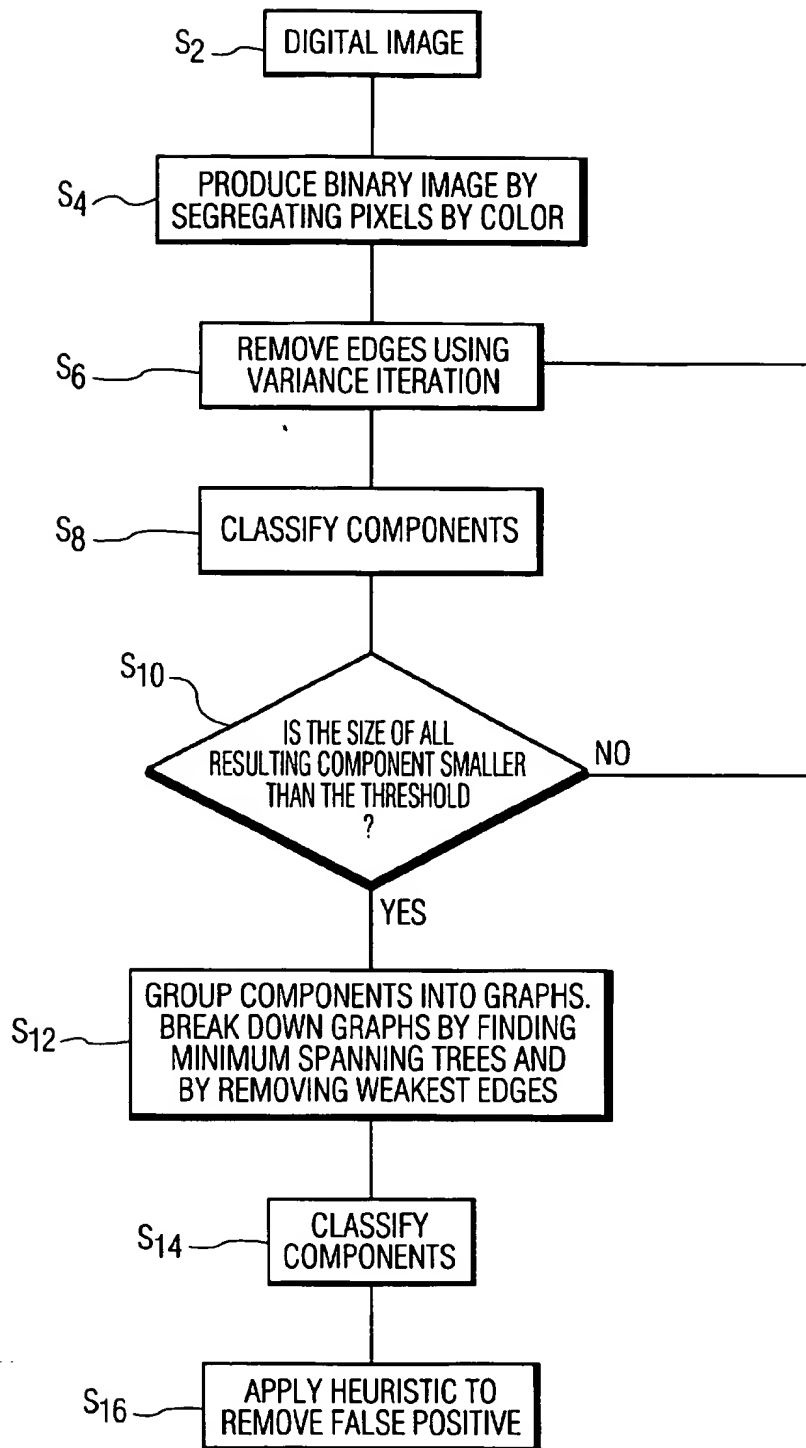 S2
DIGITAL IMAGE
S4
PRODUCE BINARY IMAGE BY
SEGREGATING PIXELS BY COLOR
S6
REMOVE EDGES USING
VARIANCE ITERATION
S8
CLASSIFY COMPONENTS
S10
IS THE SIZE OF ALL
RESULTING COMPONENT SMALLER
THAN THE THRESHOLD
?
NO
YES
S12
GROUP COMPONENTS INTO GRAPHS.
BREAK DOWN GRAPHS BY FINDING
MINIMUM SPANNING TREES AND
BY REMOVING WEAKEST EDGES
S14
CLASSIFY
COMPONENTS
S16
APPLY HEURISTIC TO
REMOVE FALSE POSITIVE